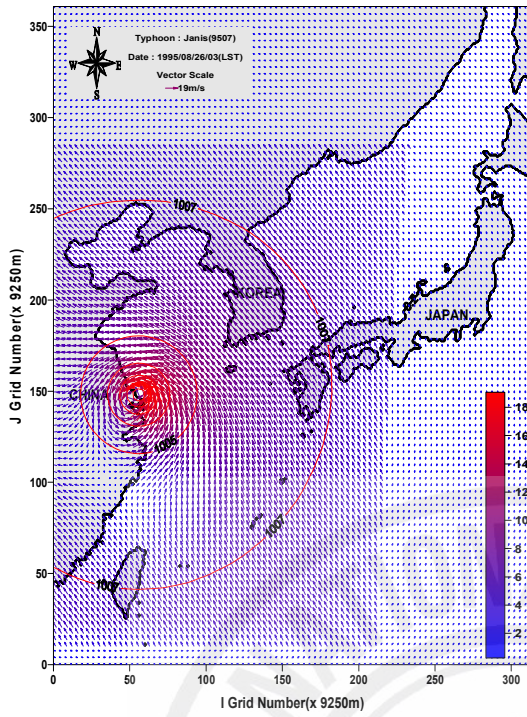 Typhoon : Janis(9507)
Date : 1995/08/26/03(LST)
Vector Scale
19m/s
N
W E
S
J Grid Number(x 9250m)
350
300
250
200
150
100
50
0
1007
KOREA
1007
JAPAN
CHINA
1006
1007
1007
18
16
14
12
10
8
6
4
2
0 50 100 150 200 250 300
I Grid Number(x 9250m)